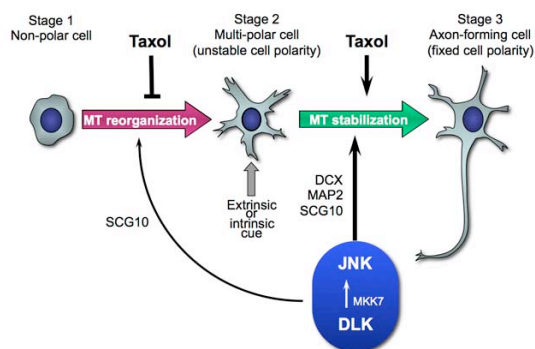 Stage 1
Non-polar cell
Stage 2
Multi-polar cell
(unstable cell polarity)
Stage 3
Axon-forming cell
(fixed cell polarity)
Taxol
Taxol
MT reorganization
MT stabilization
SCG10
Extrinsic
or
intrinsic
cue
DCX
MAP2
SCG10
JNK
MKK7
DLK